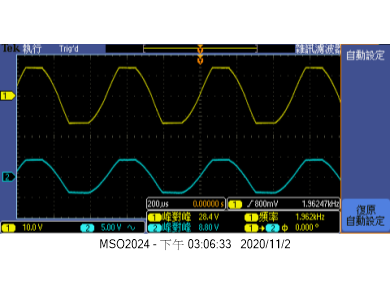 Tek 執行 Trig'd 雜訊濾波器
自動設定
1
2
200μs 0.00000 s 1 800mV 1.96247kHz
1 峰對峰 28.4 V 1 頻率 1.962kHz
1 10.0 V 2 5.00 V 2 峰對峰 8.80 V 1 → 2 Φ 0.000 °
復原
自動設定
MSO2024 - 下午 03:06:33 2020/11/2